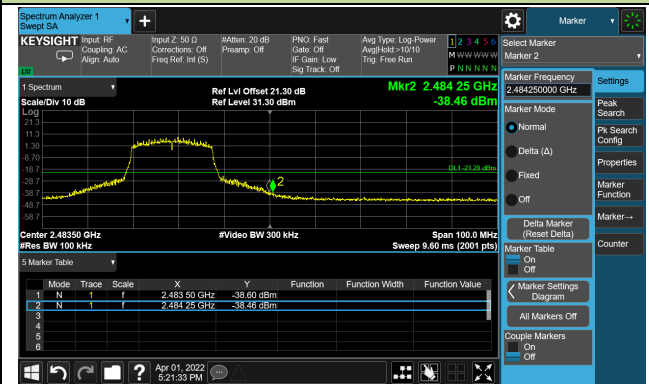 Spectrum Analyzer 1
Swept SA
Marker
KEYSIGHT
Input: RF
Coupling: AC
Align: Auto
Input Z: 50 Ω
Corrections: Off
Freq Ref: Int (S)
#Atten: 20 dB
Preamp: Off
PNO: Fast
Gate: Off
IF Gain: Low
Sig Track: Off
Avg Type: Log-Power
Avg|Hold:>10/10
Trig: Free Run
1 2 3 4 5 6
M W W W W W
P N N N N N
LXI
Select Marker
Marker 2
1 Spectrum
Scale/Div 10 dB
Ref Lvl Offset 21.30 dB
Ref Level 31.30 dBm
Mkr2 2.484 25 GHz
-38.46 dBm
Log
21.3
11.3
1.30
-8.70
-18.7
-28.7
-38.7
-48.7
-58.7
DL1 -21.29 dBm
2
Center 2.48350 GHz
#Res BW 100 kHz
#Video BW 300 kHz
Span 100.0 MHz
Sweep 9.60 ms (2001 pts)
5 Marker Table
Mode Trace Scale X Y Function Function Width Function Value
1 N 1 f 2.483 50 GHz -38.60 dBm
2 N 1 f 2.484 25 GHz -38.46 dBm
3
4
5
6
Marker Frequency
2.484250000 GHz
Marker Mode
Normal
Delta (Δ)
Fixed
Off
Delta Marker
(Reset Delta)
Marker Table
On
Off
Marker Settings
Diagram
All Markers Off
Couple Markers
On
Off
Settings
Peak
Search
Pk Search
Config
Properties
Marker
Function
Marker→
Counter
?
Apr 01, 2022
5:21:33 PM